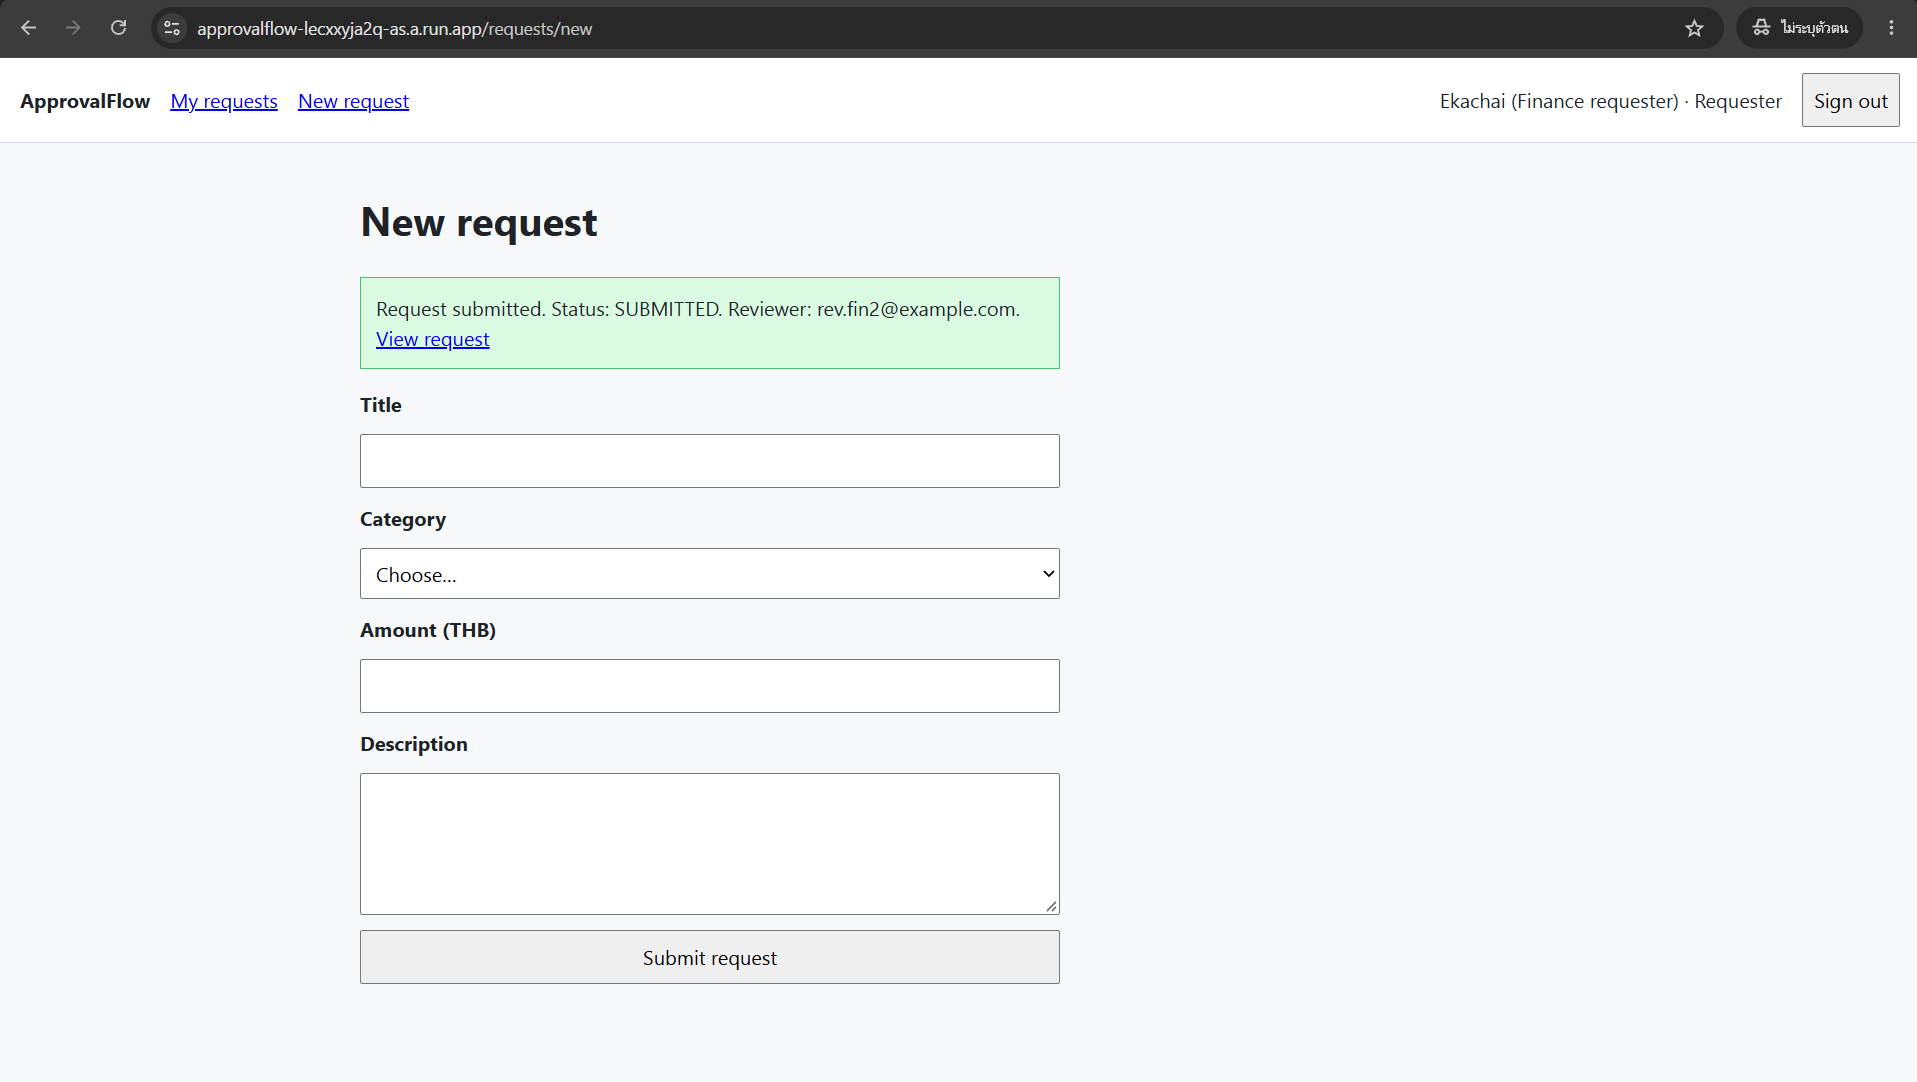 approvalflow-lecxxyja2q-as.a.run.app/requests/new
ไม่ระบุตัวตน
ApprovalFlow My requests New request Ekachai (Finance requester) · Requester Sign out
New request
Request submitted. Status: SUBMITTED. Reviewer: rev.fin2@example.com.
View request
Title
Category
Choose...
Amount (THB)
Description
Submit request